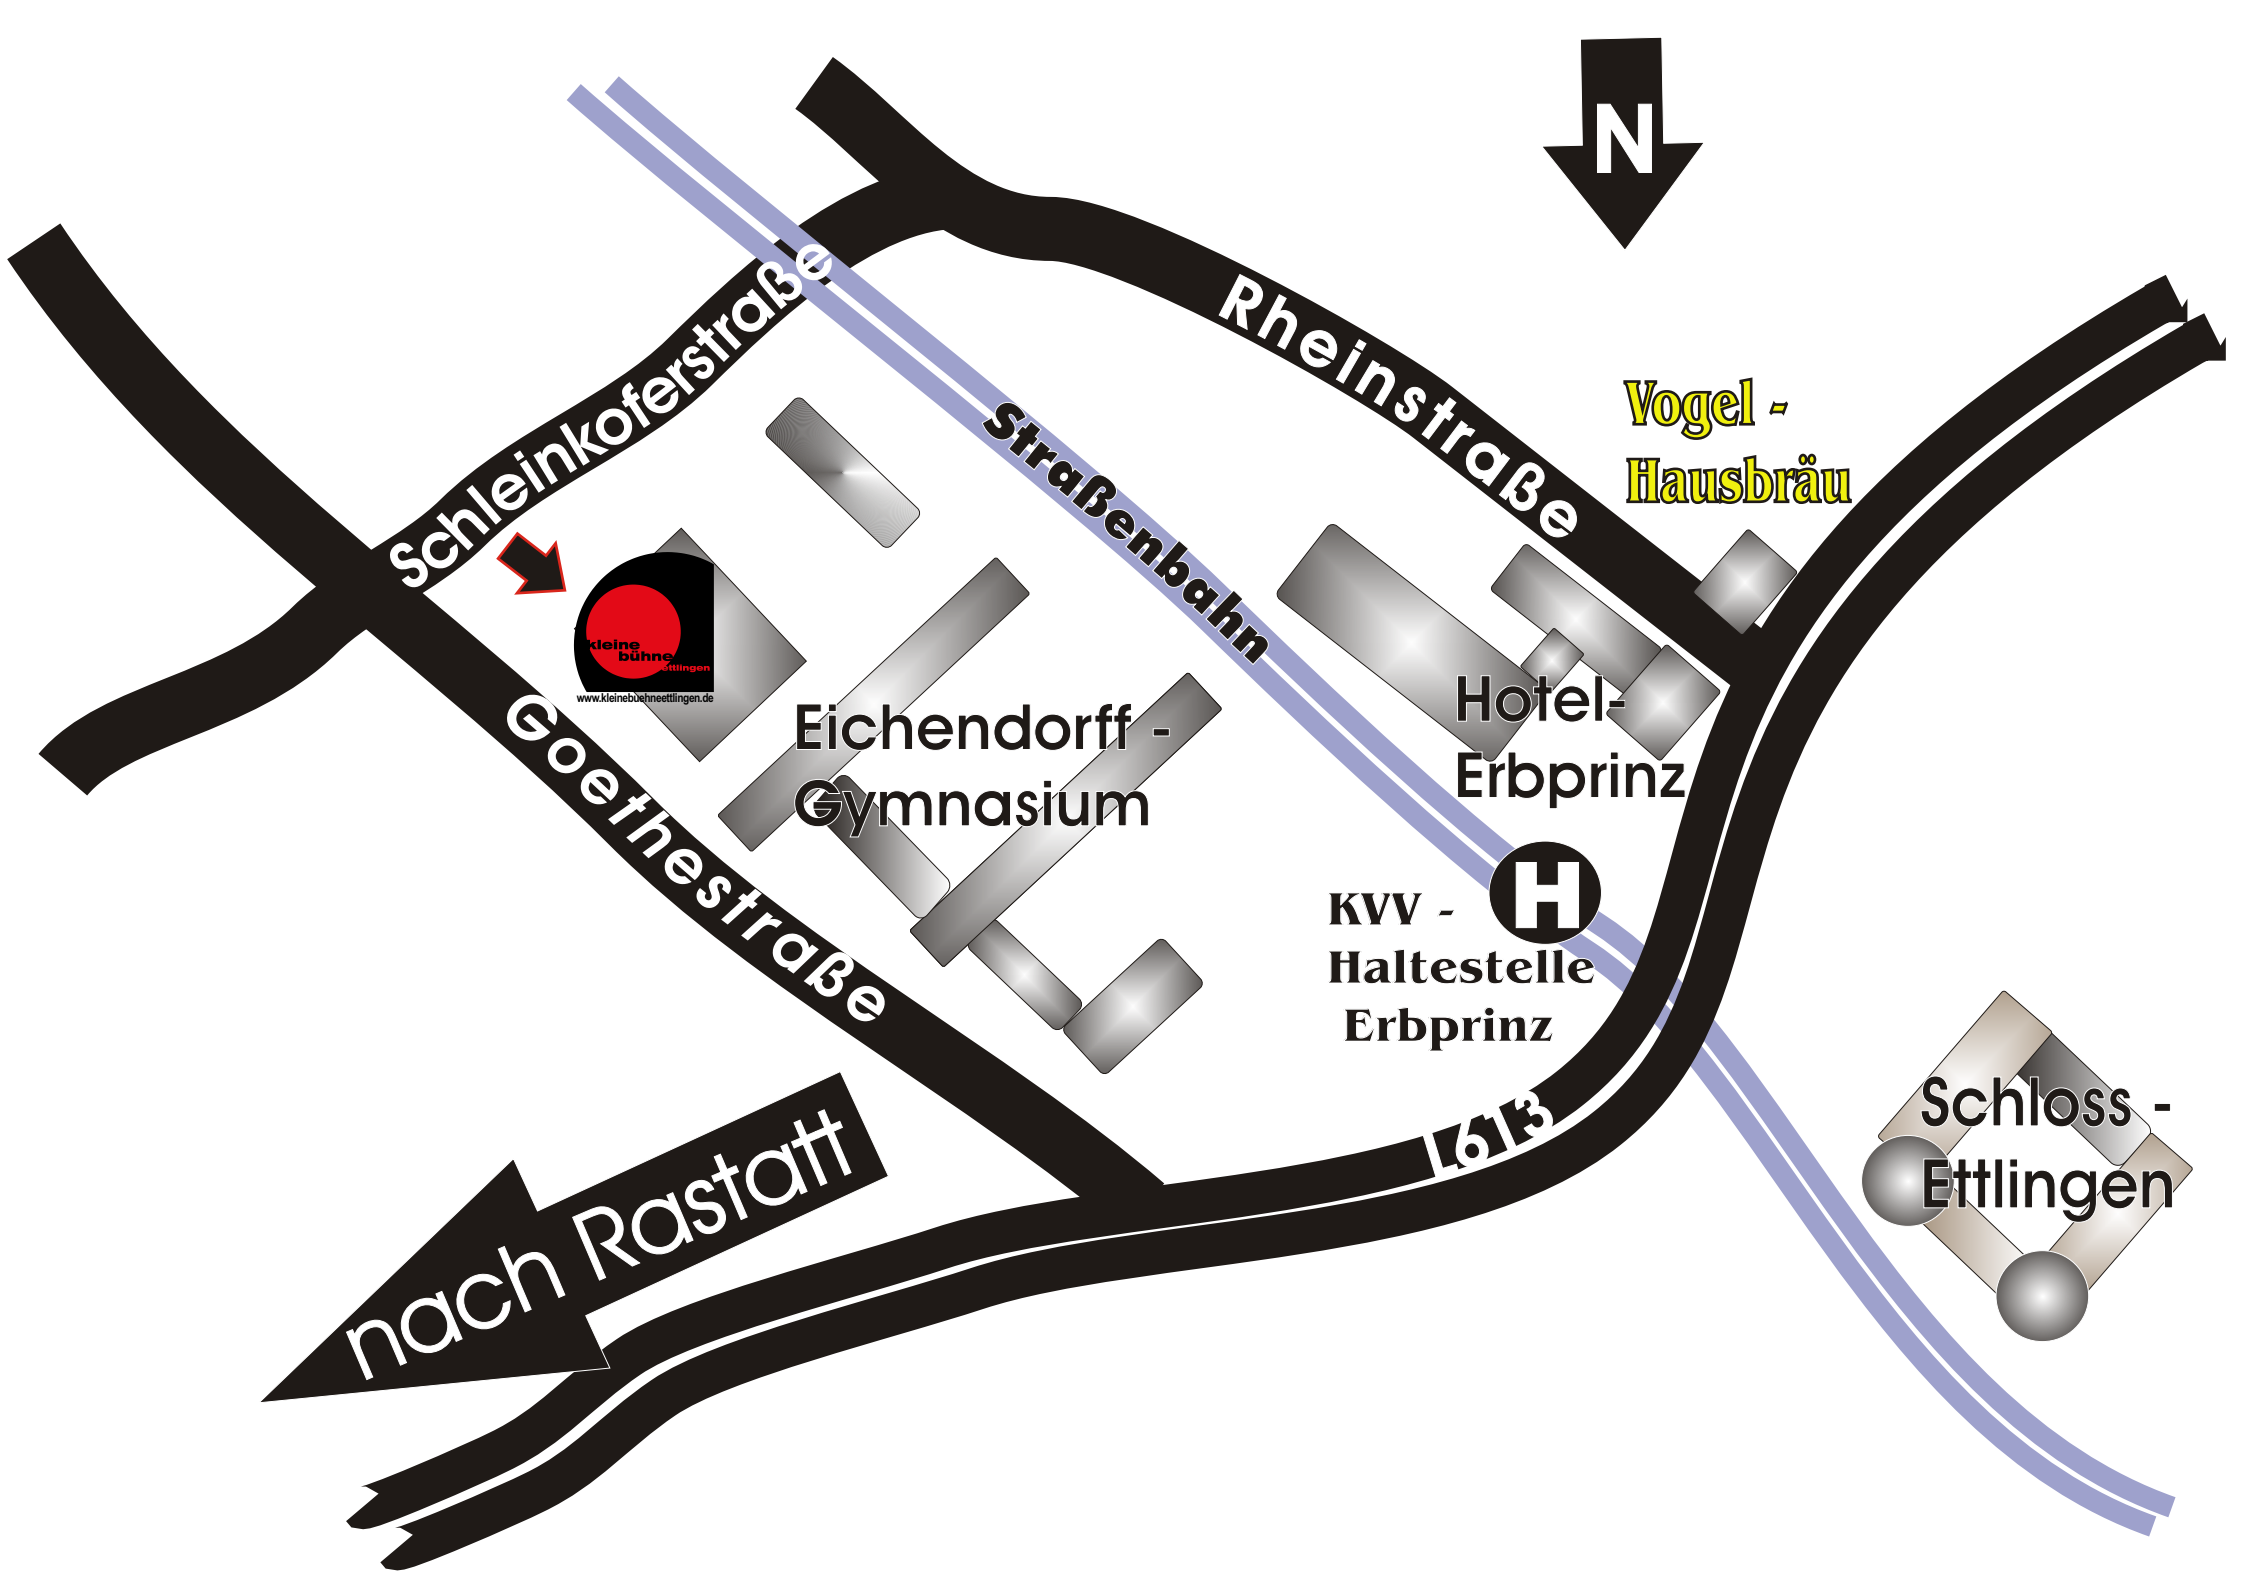 N
Schleinkoferstraße
Rheinstraße
Vogel -
Hausbräu
Straßenbahn
kleine
bühne
ettlingen
www.kleinebuehneettlingen.de
Goethestraße
Eichendorff -
Gymnasium
Hotel-
Erbprinz
H
KVV -
Haltestelle
Erbprinz
L613
Schloss -
Ettlingen
nach Rastatt